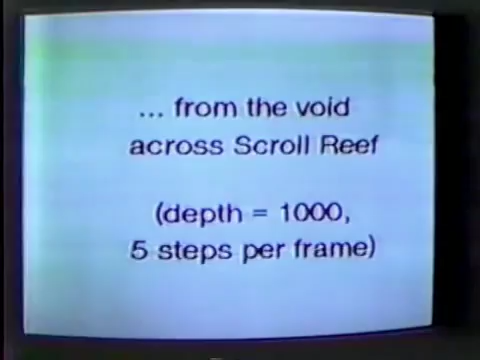 ... from the void
across Scroll Reef
(depth = 1000,
5 steps per frame)